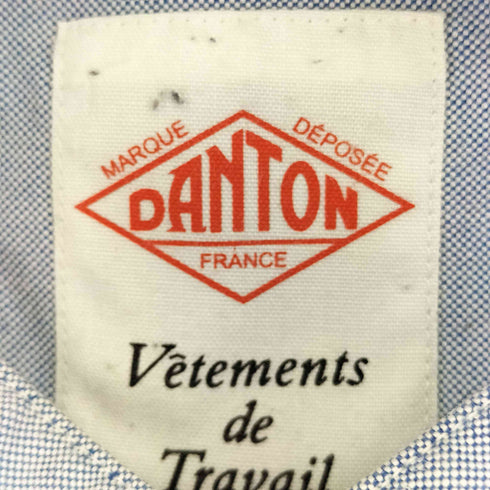 MARQUE DÉPOSÉE
DANTON
FRANCE
Vêtements
de
Travail